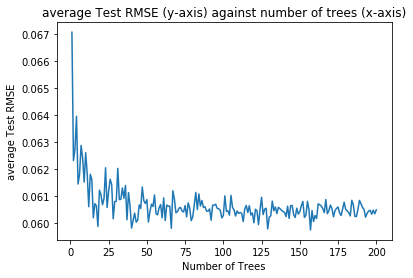 average Test RMSE (y-axis) against number of trees (x-axis)
0.067
0.066
0.065
0.064
0.063
0.062
0.061
0.060
average Test RMSE
0 25 50 75 100 125 150 175 200
Number of Trees